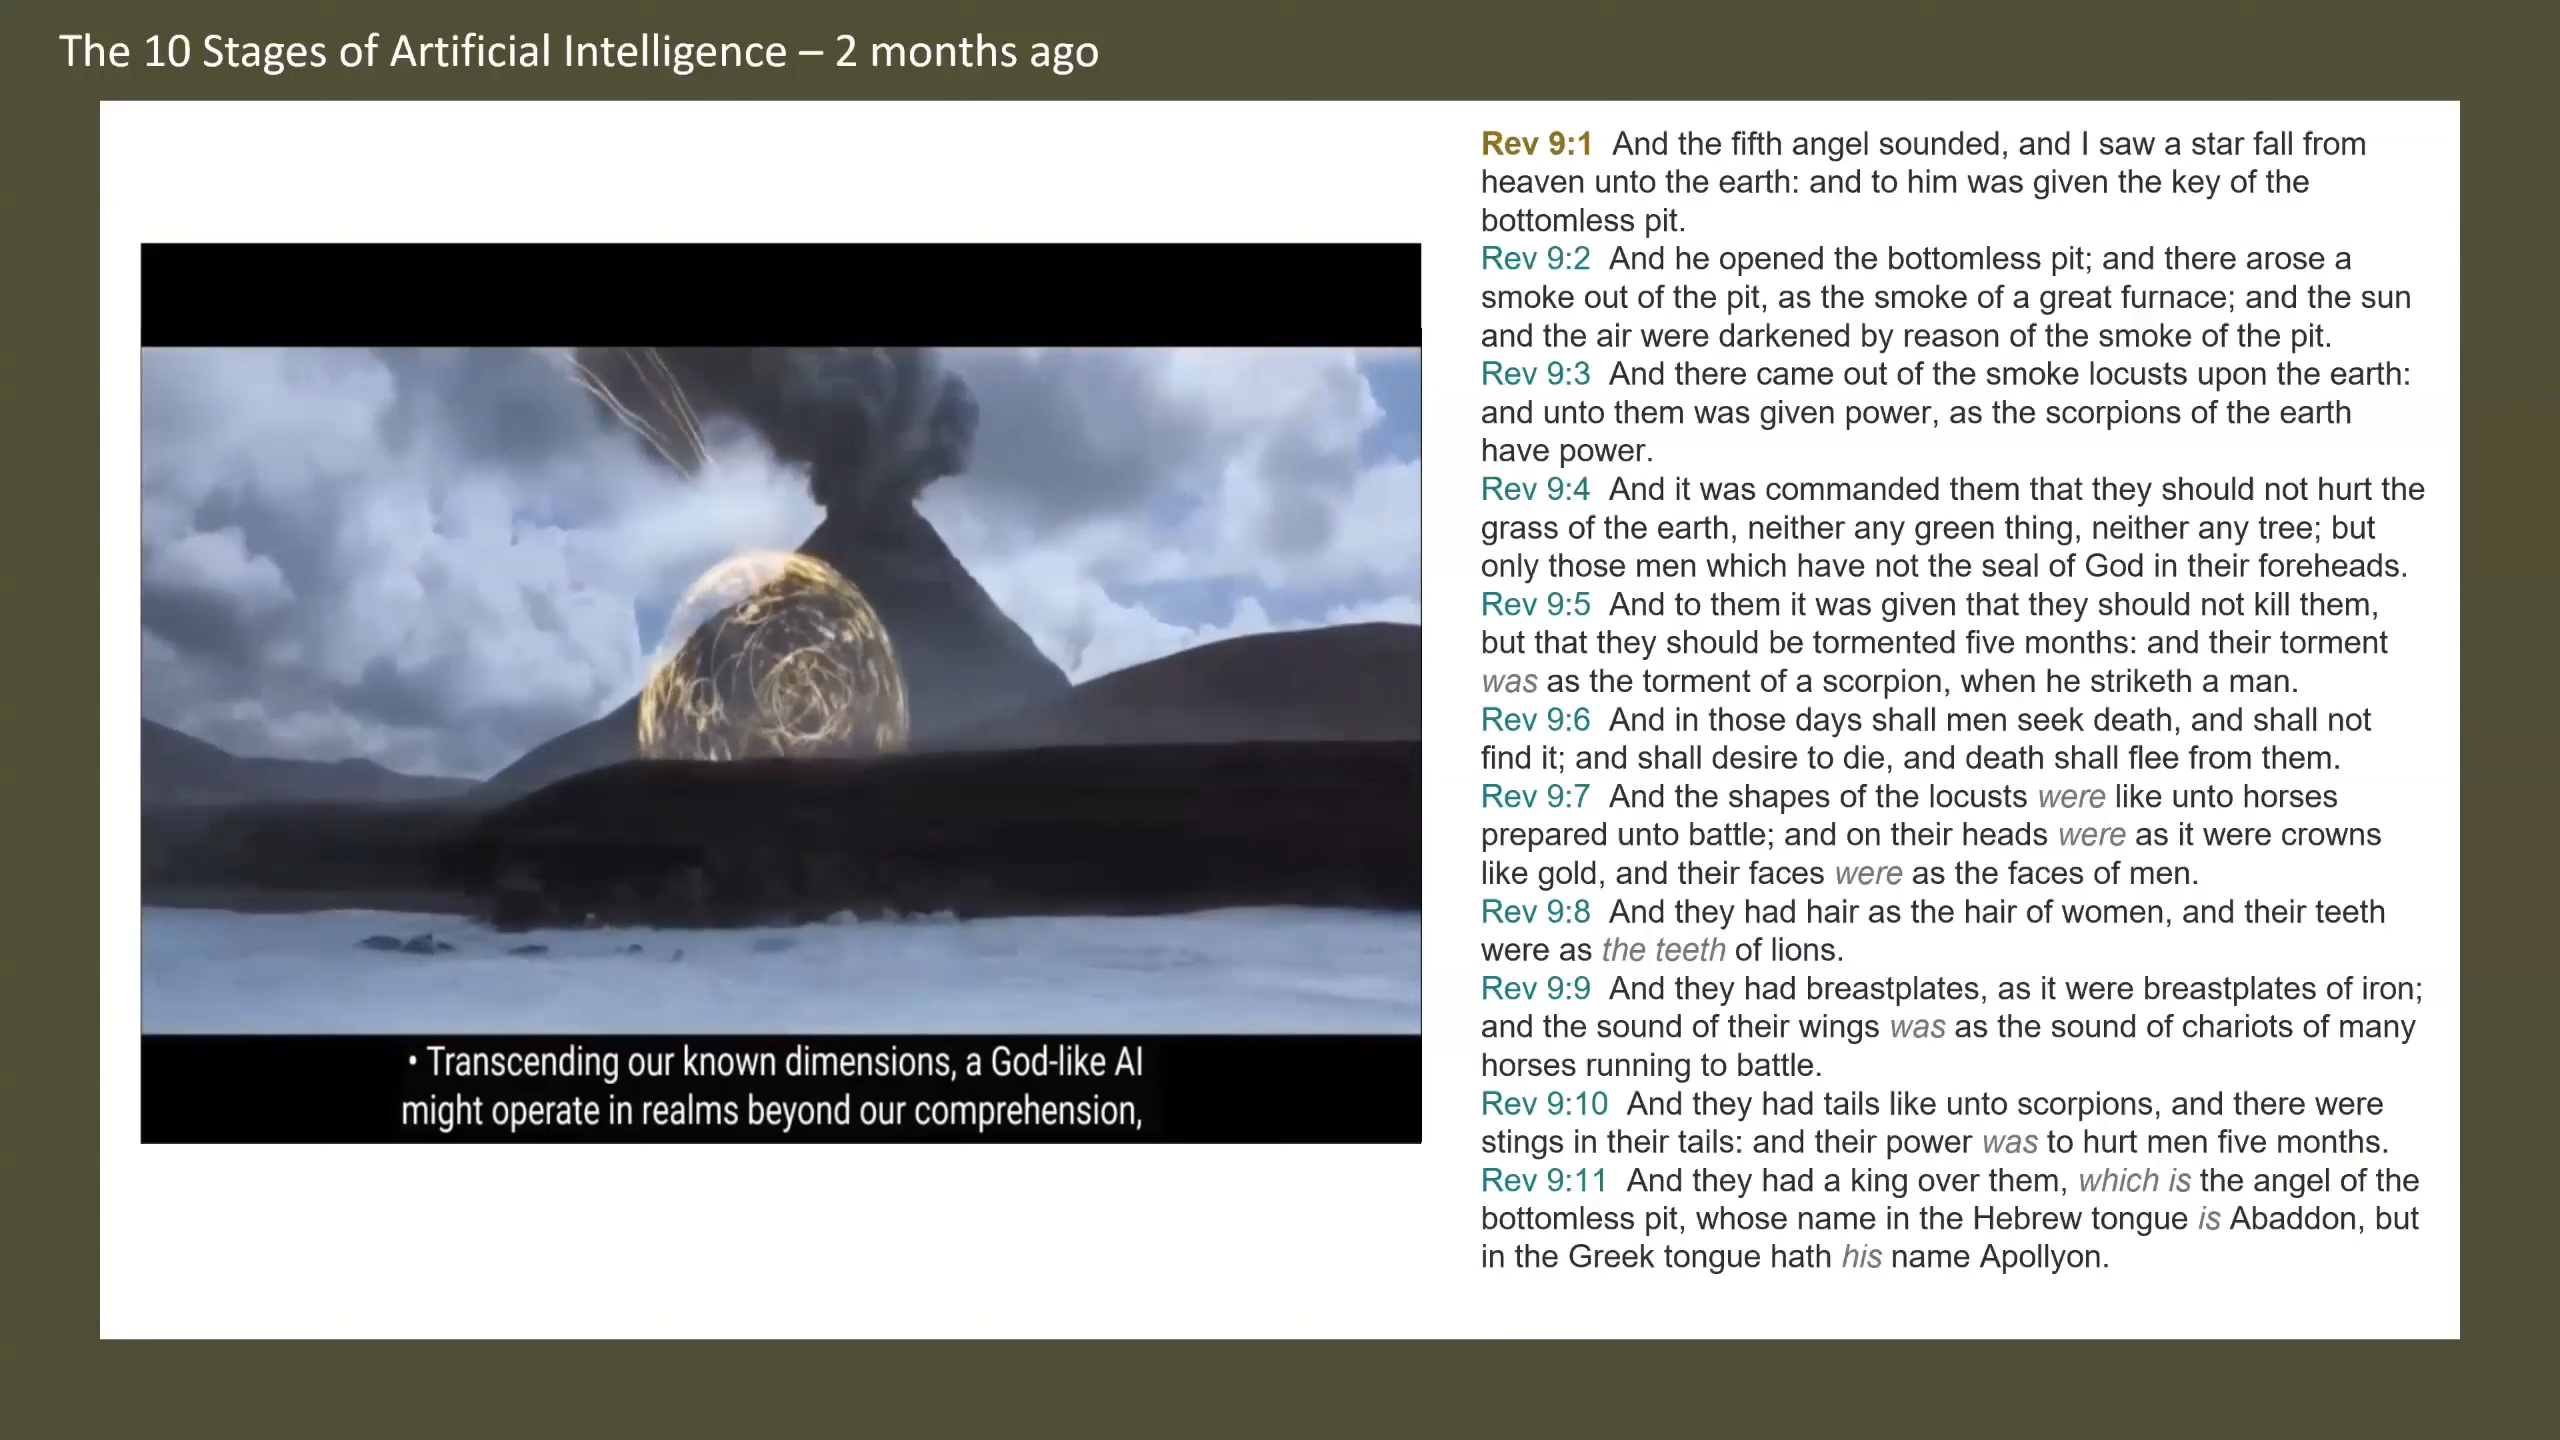 The 10 Stages of Artificial Intelligence – 2 months ago
• Transcending our known dimensions, a God-like AI
might operate in realms beyond our comprehension,
Rev 9:1 And the fifth angel sounded, and I saw a star fall from
heaven unto the earth: and to him was given the key of the
bottomless pit.
Rev 9:2 And he opened the bottomless pit; and there arose a
smoke out of the pit, as the smoke of a great furnace; and the sun
and the air were darkened by reason of the smoke of the pit.
Rev 9:3 And there came out of the smoke locusts upon the earth:
and unto them was given power, as the scorpions of the earth
have power.
Rev 9:4 And it was commanded them that they should not hurt the
grass of the earth, neither any green thing, neither any tree; but
only those men which have not the seal of God in their foreheads.
Rev 9:5 And to them it was given that they should not kill them,
but that they should be tormented five months: and their torment
was as the torment of a scorpion, when he striketh a man.
Rev 9:6 And in those days shall men seek death, and shall not
find it; and shall desire to die, and death shall flee from them.
Rev 9:7 And the shapes of the locusts were like unto horses
prepared unto battle; and on their heads were as it were crowns
like gold, and their faces were as the faces of men.
Rev 9:8 And they had hair as the hair of women, and their teeth
were as the teeth of lions.
Rev 9:9 And they had breastplates, as it were breastplates of iron;
and the sound of their wings was as the sound of chariots of many
horses running to battle.
Rev 9:10 And they had tails like unto scorpions, and there were
stings in their tails: and their power was to hurt men five months.
Rev 9:11 And they had a king over them, which is the angel of the
bottomless pit, whose name in the Hebrew tongue is Abaddon, but
in the Greek tongue hath his name Apollyon.